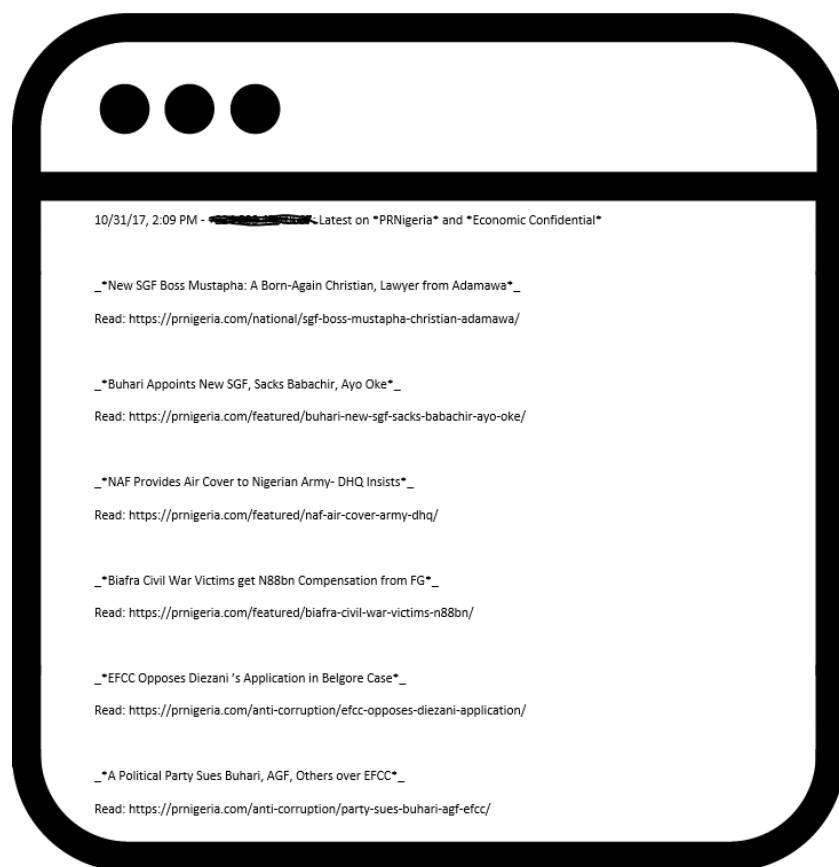 10/31/17, 2:09 PM - Latest on *PRNigeria* and *Economic Confidential*
_*New SGF Boss Mustapha: A Born-Again Christian, Lawyer from Adamawa*_
Read: https://prnigeria.com/national/sgf-boss-mustapha-christian-adamawa/
_*Buhari Appoints New SGF, Sacks Babachir, Ayo Oke*_
Read: https://prnigeria.com/featured/buhari-new-sgf-sacks-babachir-ayo-oke/
_*NAF Provides Air Cover to Nigerian Army- DHQ Insists*_
Read: https://prnigeria.com/featured/naf-air-cover-army-dhq/
_*Biafra Civil War Victims get N88bn Compensation from FG*_
Read: https://prnigeria.com/featured/biafra-civil-war-victims-n88bn/
_*EFCC Opposes Diezani ’s Application in Belgore Case*_
Read: https://prnigeria.com/anti-corruption/efcc-opposes-diezani-application/
_*A Political Party Sues Buhari, AGF, Others over EFCC*_
Read: https://prnigeria.com/anti-corruption/party-sues-buhari-agf-efcc/